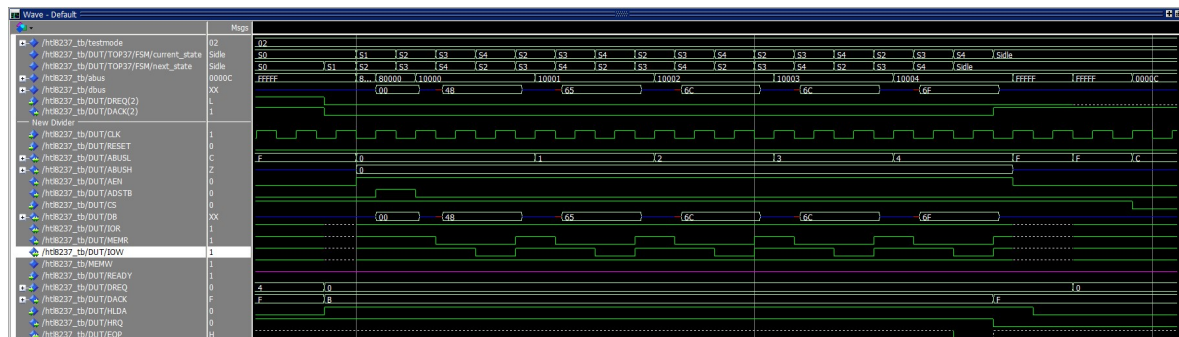 Wave - Default
Msgs
/htl8237_tb/testmode 02 02
/htl8237_tb/DUT/TOP37/FSM/current_state Sidle S0 S1 S2 S3 S4 S2 S3 S4 S2 S3 S4 S2 S3 S4 S2 S3 S4 Sidle
/htl8237_tb/DUT/TOP37/FSM/next_state Sidle S0 S1 S2 S3 S4 S2 S3 S4 S2 S3 S4 S2 S3 S4 S2 S3 S4 Sidle
/htl8237_tb/abus 0000C FFFFF 8... 80000 10000 10001 10002 10003 10004 FFFFF FFFFF 0000C
/htl8237_tb/dbus XX 00 48 65 6C 6C 6F
/htl8237_tb/DUT/DREQ(2) L
/htl8237_tb/DUT/DACK(2) 1
New Divider
/htl8237_tb/DUT/CLK 1
/htl8237_tb/DUT/RESET 0
/htl8237_tb/DUT/ABUSL C F 0 1 2 3 4 F F C
/htl8237_tb/DUT/ABUSH Z 0
/htl8237_tb/DUT/AEN 0
/htl8237_tb/DUT/ADSTB 0
/htl8237_tb/DUT/CS 0
/htl8237_tb/DUT/DB XX 00 48 65 6C 6C 6F
/htl8237_tb/DUT/IOR 1
/htl8237_tb/DUT/MEMR 1
/htl8237_tb/DUT/IOW 1
/htl8237_tb/MEMW 1
/htl8237_tb/DUT/READY 1
/htl8237_tb/DUT/DREQ 0 4 0 0
/htl8237_tb/DUT/DACK F F B F
/htl8237_tb/DUT/HLDA 0
/htl8237_tb/DUT/HRQ 0
/htl8237_tb/DUT/EOP H